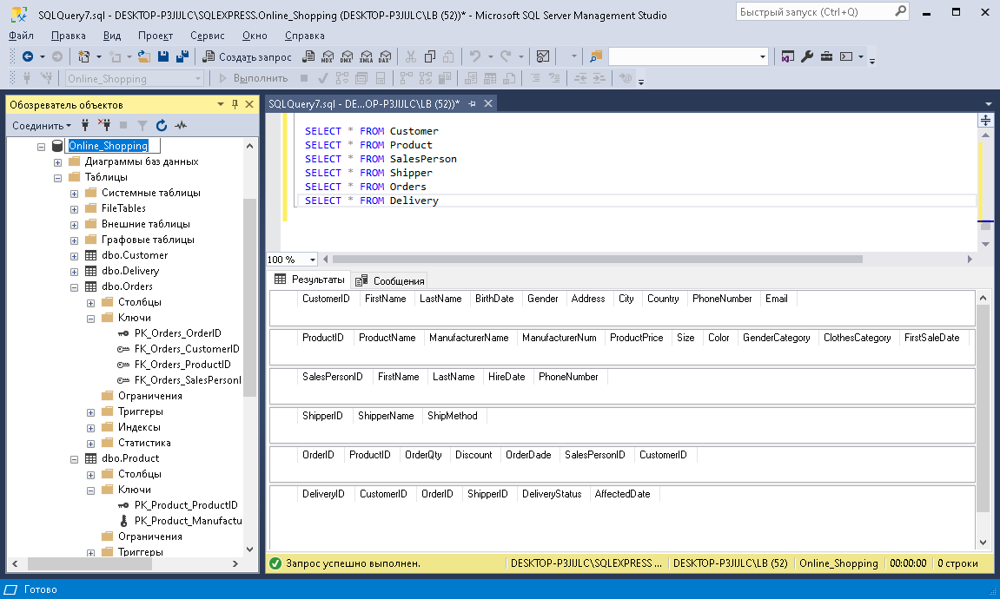 SQLQuery7.sql - DESKTOP-P3JIJLC\SQLEXPRESS.Online_Shopping (DESKTOP-P3JIJLC\LB (52))* - Microsoft SQL Server Management Studio
Быстрый запуск (Ctrl+Q)
Файл Правка Вид Проект Сервис Окно Справка
Создать запрос MDX DMX XMLA DAX
Online_Shopping Выполнить
Обозреватель объектов
Соединить
Online_Shopping
Диаграммы баз данных
Таблицы
Системные таблицы
FileTables
Внешние таблицы
Графовые таблицы
dbo.Customer
dbo.Delivery
dbo.Orders
Столбцы
Ключи
PK_Orders_OrderID
FK_Orders_CustomerID
FK_Orders_ProductID
FK_Orders_SalesPersonI
Ограничения
Триггеры
Индексы
Статистика
dbo.Product
Столбцы
Ключи
PK_Product_ProductID
PK_Product_Manufactu
Ограничения
Триггеры
SQLQuery7.sql - DE...OP-P3JIJLC\LB (52))*
SELECT * FROM Customer
SELECT * FROM Product
SELECT * FROM SalesPerson
SELECT * FROM Shipper
SELECT * FROM Orders
SELECT * FROM Delivery
100 %
Результаты Сообщения
CustomerID FirstName LastName BirthDate Gender Address City Country PhoneNumber Email
ProductID ProductName ManufacturerName ManufacturerNum ProductPrice Size Color GenderCategory ClothesCategory FirstSaleDate
SalesPersonID FirstName LastName HireDate PhoneNumber
ShipperID ShipperName ShipMethod
OrderID ProductID OrderQty Discount OrderDade SalesPersonID CustomerID
DeliveryID CustomerID OrderID ShipperID DeliveryStatus AffectedDate
Запрос успешно выполнен. DESKTOP-P3JIJLC\SQLEXPRESS ... DESKTOP-P3JIJLC\LB (52) Online_Shopping 00:00:00 0 строки
Готово